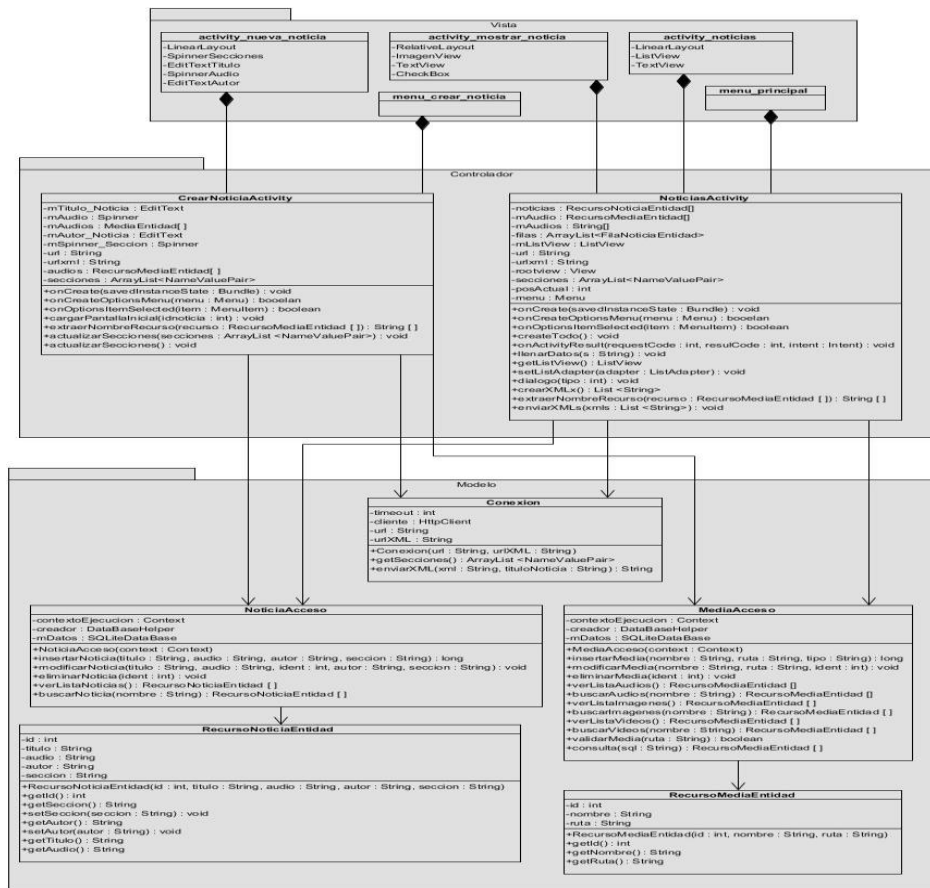 Vista
activity_nueva_noticia
-LinearLayout
-SpinnerSecciones
-EditTextTitulo
-SpinnerAudio
-EditTextAutor
activity_mostrar_noticia
-RelativeLayout
-ImagenView
-TextView
-CheckBox
activity_noticias
-LinearLayout
-ListView
-TextView
menu_crear_noticia
menu_principal
Controlador
CrearNoticiaActivity
-mTitulo_Noticia : EditText
-mAudio : Spinner
-mAudios : MediaEntidad[ ]
-mAutor_Noticia : EditText
-mSpinner_Seccion : Spinner
-url : String
-urlxml : String
-audios : RecursoMediaEntidad[ ]
-secciones : ArrayList<NameValuePair>
+onCreate(savedInstanceState : Bundle) : void
+onCreateOptionsMenu(menu : Menu) : booelan
+onOptionsItemSelected(item : MenuItem) : boolean
+cargarPantallaInicial(idnoticia : int) : void
+extraerNombreRecurso(recurso : RecursoMediaEntidad [ ]) : String [ ]
+actualizarSecciones(secciones : ArrayList <NameValuePair>) : void
+actualizarSecciones() : void
NoticiasActivity
-noticias : RecursoNoticiaEntidad[]
-mAudio : RecursoMediaEntidad[]
-mAudios : String[]
-filas : ArrayList<FilaNoticiaEntidad>
-mListView : ListView
-url : String
-urlxml : String
-rootview : View
-secciones : ArrayList<NameValuePair>
-posActual : int
-menu : Menu
+onCreate(savedInstanceState : Bundle) : void
+onCreateOptionsMenu(menu : Menu) : booelan
+onOptionsItemSelected(item : MenuItem) : boolean
+createTodo() : void
+onActivityResult(requestCode : int, resulCode : int, intent : Intent) : void
+llenarDatos(s : String) : void
+getListView() : ListView
+setListAdapter(adapter : ListAdapter) : void
+dialogo(tipo : int) : void
+crearXMLx() : List <String>
+extraerNombreRecurso(recurso : RecursoMediaEntidad [ ]) : String [ ]
+enviarXMLs(xmls : List <String>) : void
Modelo
Conexion
-timeout : int
-cliente : HttpClient
-url : String
-urlXML : String
+Conexion(url : String, urlXML : String)
+getSecciones() : ArrayList <NameValuePair>
+enviarXML(xml : String, tituloNoticia : String) : String
NoticiaAcceso
-contextoEjecucion : Context
-creador : DataBaseHelper
-mDatos : SQLiteDataBase
+NoticiaAcceso(context : Context)
+insertarNoticia(titulo : String, audio : String, autor : String, seccion : String) : long
+modificarNoticia(titulo : String, audio : String, ident : int, autor : String, seccion : String) : void
+eliminarNoticia(ident : int) : void
+verListaNoticias() : RecursoNoticiaEntidad [ ]
+buscarNoticia(nombre : String) : RecursoNoticiaEntidad [ ]
MediaAcceso
-contextoEjecucion : Context
-creador : DataBaseHelper
-mDatos : SQLiteDataBase
+MediaAcceso(context : Context)
+insertarMedia(nombre : String, ruta : String, tipo : String) : long
+modificarMedia(nombre : String, ruta : String, ident : int) : void
+eliminarMedia(ident : int) : void
+verListaAudios() : RecursoMediaEntidad []
+buscarAudios(nombre : String) : RecursoMediaEntidad []
+verListaImagenes() : RecursoMediaEntidad [ ]
+buscarImagenes(nombre : String) : RecursoMediaEntidad [ ]
+verListaVideos() : RecursoMediaEntidad [ ]
+buscarVideos(nombre : String) : RecursoMediaEntidad [ ]
+validarMedia(ruta : String) : boolean
+consulta(sql : String) : RecursoMediaEntidad [ ]
RecursoNoticiaEntidad
-id : int
-titulo : String
-audio : String
-autor : String
-seccion : String
+RecursoNoticiaEntidad(id : int, titulo : String, audio : String, autor : String, seccion : String)
+getId() : int
+getSeccion() : String
+setSeccion(seccion : String) : void
+getAutor() : String
+setAutor(autor : String) : void
+getTitulo() : String
+getAudio() : String
RecursoMediaEntidad
-id : int
-nombre : String
-ruta : String
+RecursoMediaEntidad(id : int, nombre : String, ruta : String)
+getId() : int
+getNombre() : String
+getRuta() : String